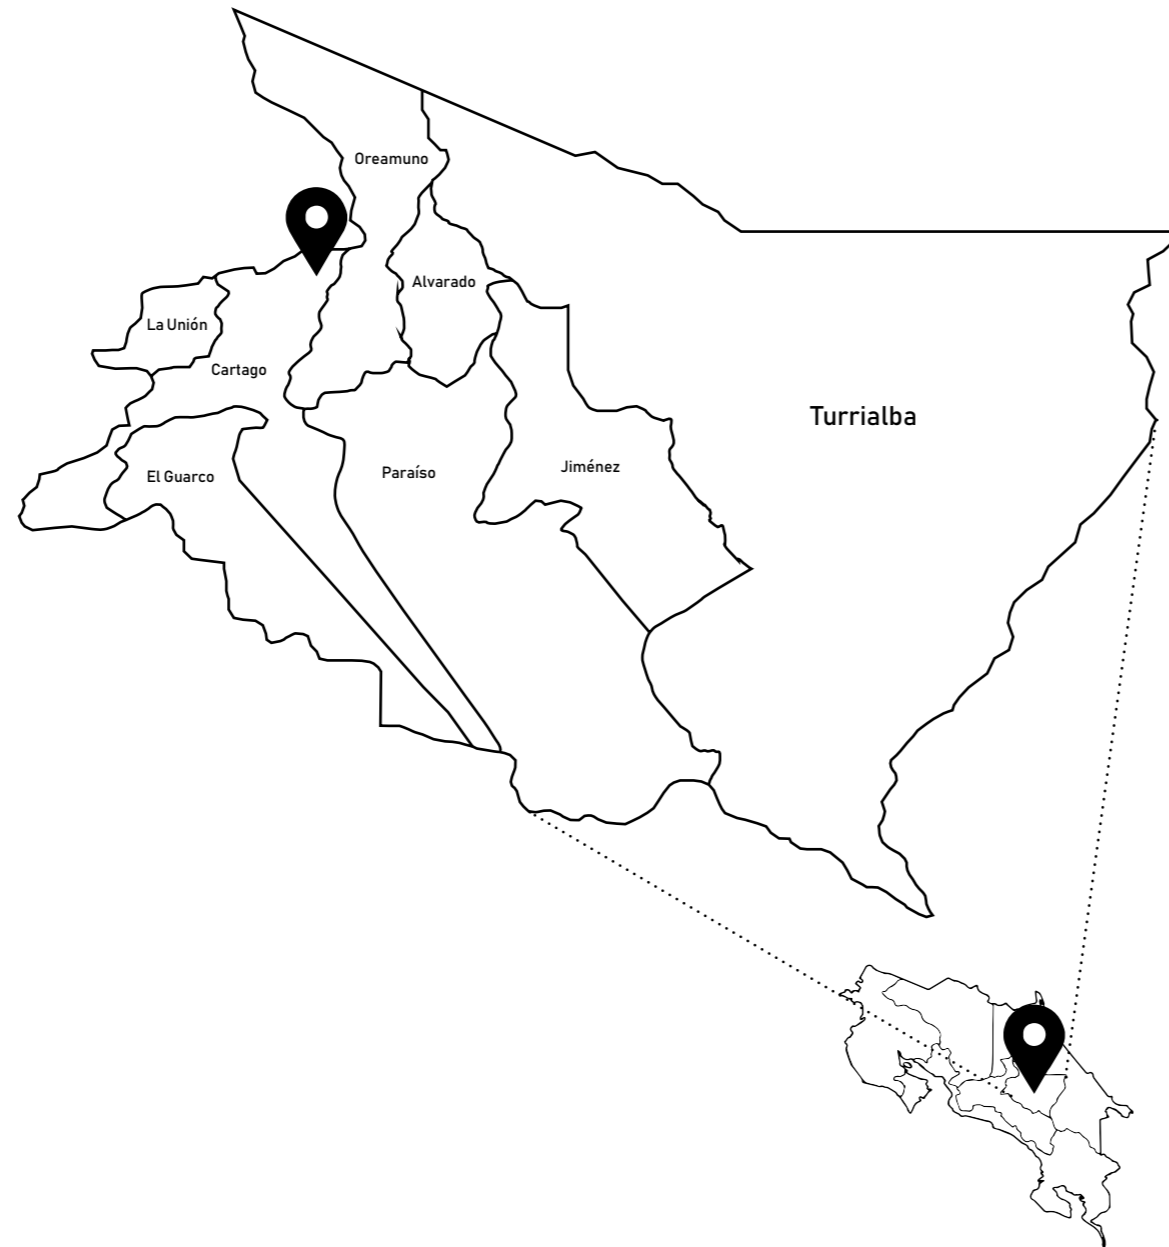 Oreamuno
Alvarado
La Unión
Cartago
Turrialba
Jiménez
Paraíso
El Guarco